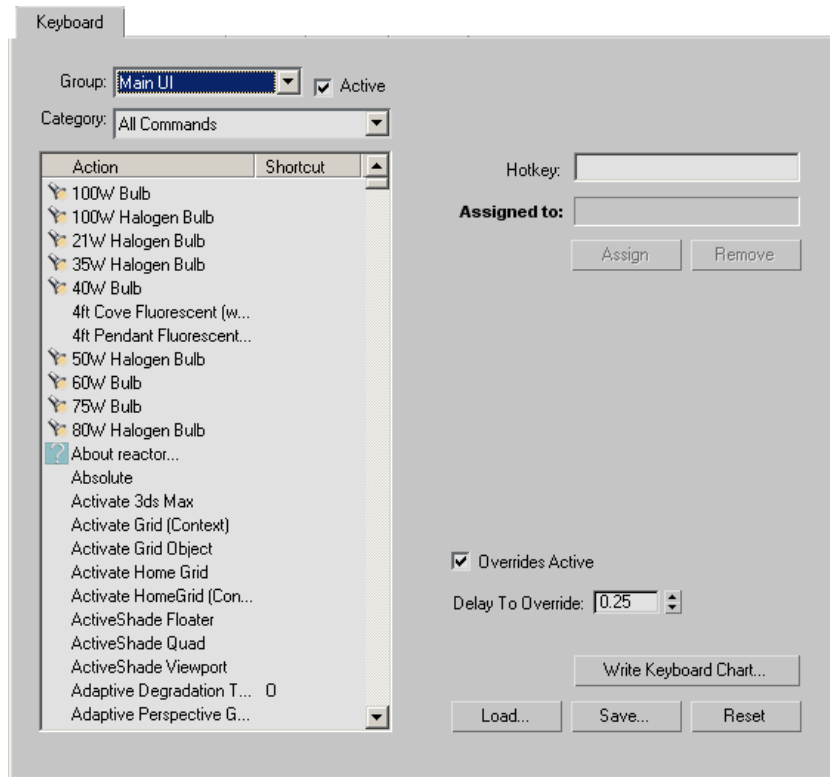 Keyboard
Group: Main UI Active
Category: All Commands
Action Shortcut
100W Bulb
100W Halogen Bulb
21W Halogen Bulb
35W Halogen Bulb
40W Bulb
4ft Cove Fluorescent (w...
4ft Pendant Fluorescent...
50W Halogen Bulb
60W Bulb
75W Bulb
80W Halogen Bulb
About reactor...
Absolute
Activate 3ds Max
Activate Grid (Context)
Activate Grid Object
Activate Home Grid
Activate HomeGrid (Con...
ActiveShade Floater
ActiveShade Quad
ActiveShade Viewport
Adaptive Degradation T... O
Adaptive Perspective G...
Hotkey:
Assigned to:
Assign Remove
Overrides Active
Delay To Override: 0.25
Write Keyboard Chart...
Load... Save... Reset